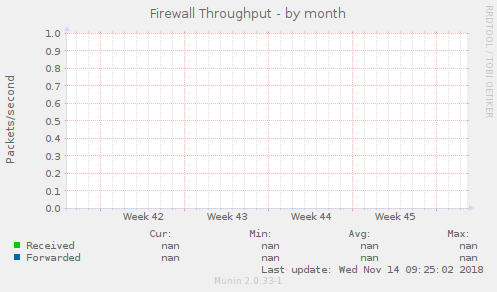 Firewall Throughput - by month
RRDTOOL / TOBI OETIKER
Packets/second
1.0
0.9
0.8
0.7
0.6
0.5
0.4
0.3
0.2
0.1
0.0
Week 42 Week 43 Week 44 Week 45
Cur: Min: Avg: Max:
Received nan nan nan nan
Forwarded nan nan nan nan
Last update: Wed Nov 14 09:25:02 2018
Munin 2.0.33-1